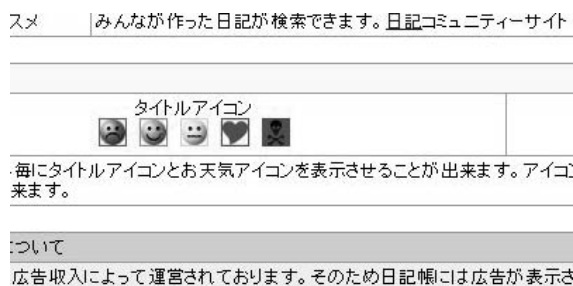 スメ みんなが作った日記が検索できます。日記コミュニティーサイト
タイトルアイコン
毎にタイトルアイコンとお天気アイコンを表示させることが出来ます。アイコ
来ます。
について
広告収入によって運営されております。そのため日記帳には広告が表示さ